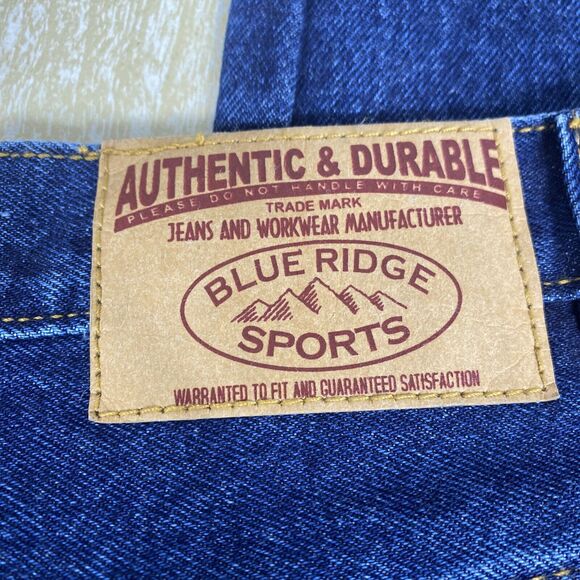 AUTHENTIC & DURABLE
PLEASE DO NOT HANDLE WITH CARE
TRADE MARK
JEANS AND WORKWEAR MANUFACTURER
BLUE RIDGE
SPORTS
WARRANTED TO FIT AND GUARANTEED SATISFACTION